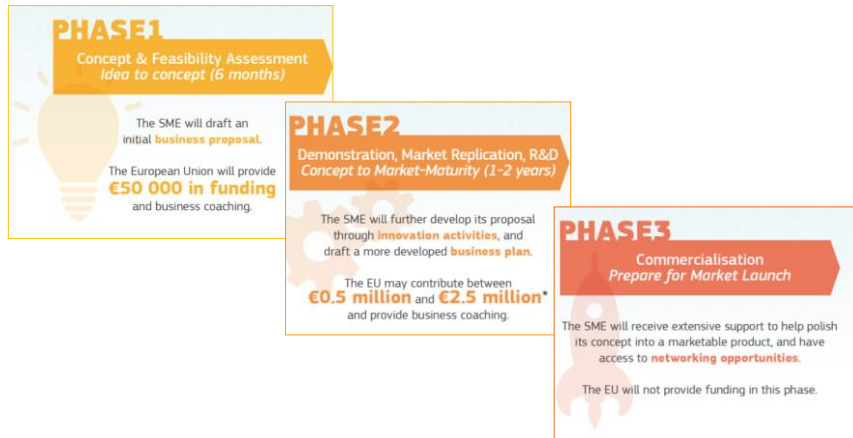 PHASE1
Concept & Feasibility Assessment
Idea to concept (6 months)
The SME will draft an
initial business proposal.
The European Union will provide
€50 000 in funding
and business coaching.
PHASE2
Demonstration, Market Replication, R&D
Concept to Market-Maturity (1-2 years)
The SME will further develop its proposal
through innovation activities, and
draft a more developed business plan.
The EU may contribute between
€0.5 million and €2.5 million*
and provide business coaching.
PHASE3
Commercialisation
Prepare for Market Launch
The SME will receive extensive support to help polish
its concept into a marketable product, and have
access to networking opportunities.
The EU will not provide funding in this phase.